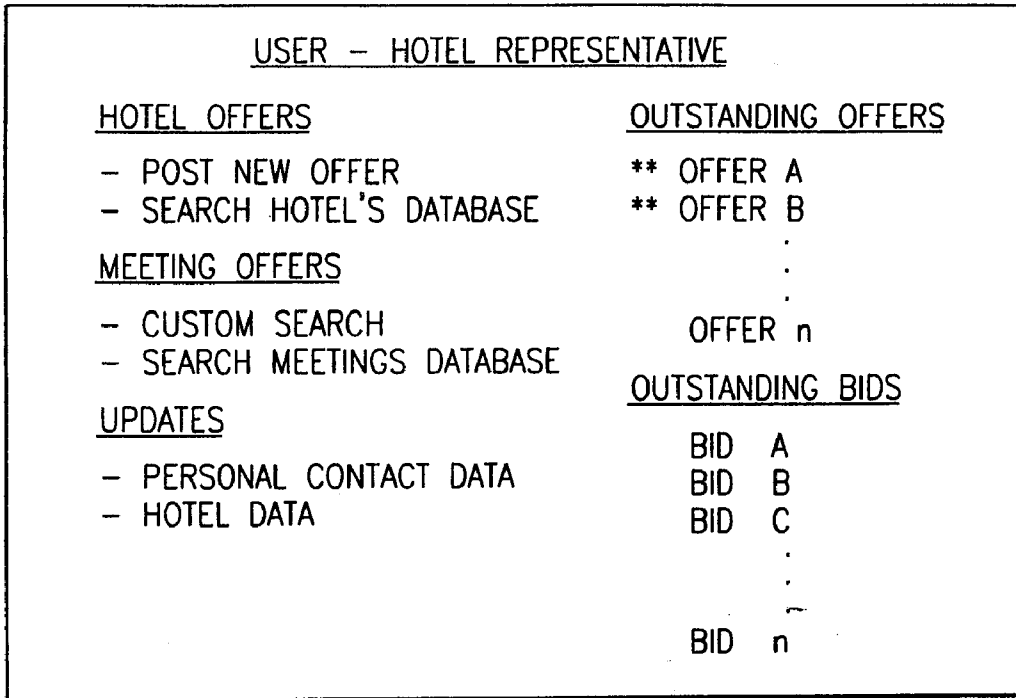 USER – HOTEL REPRESENTATIVE
HOTEL OFFERS
– POST NEW OFFER
– SEARCH HOTEL'S DATABASE
MEETING OFFERS
– CUSTOM SEARCH
– SEARCH MEETINGS DATABASE
UPDATES
– PERSONAL CONTACT DATA
– HOTEL DATA
OUTSTANDING OFFERS
** OFFER A
** OFFER B
.
.
.
OFFER n
OUTSTANDING BIDS
BID A
BID B
BID C
.
.
.
BID n